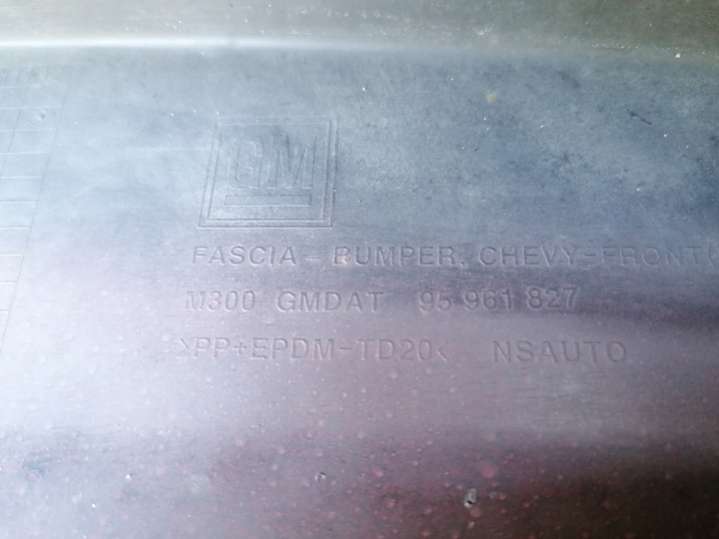 GM
FASCIA-BUMPER, CHEVY-FRONT(
M300 GMDAT 95 961 827
>PP+EPDM-TD20< NSAUTO